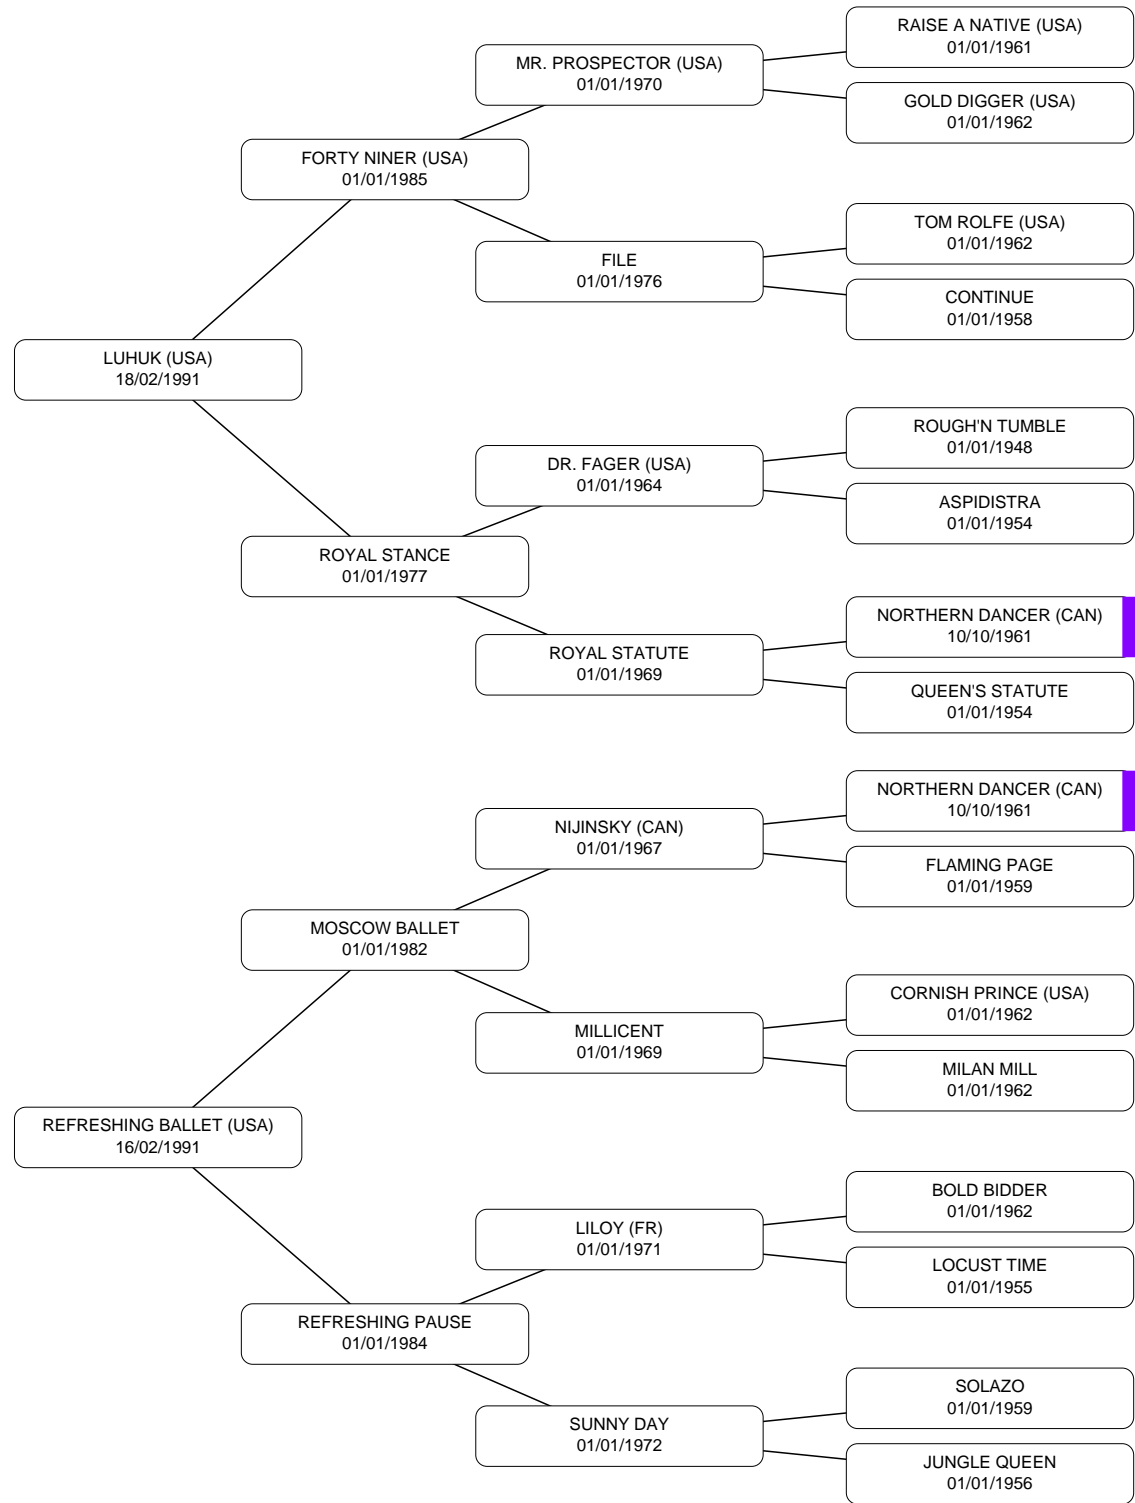 RAISE A NATIVE (USA)
01/01/1961
MR. PROSPECTOR (USA)
01/01/1970
GOLD DIGGER (USA)
01/01/1962
FORTY NINER (USA)
01/01/1985
TOM ROLFE (USA)
01/01/1962
FILE
01/01/1976
CONTINUE
01/01/1958
LUHUK (USA)
18/02/1991
ROUGH'N TUMBLE
01/01/1948
DR. FAGER (USA)
01/01/1964
ASPIDISTRA
01/01/1954
ROYAL STANCE
01/01/1977
NORTHERN DANCER (CAN)
10/10/1961
ROYAL STATUTE
01/01/1969
QUEEN'S STATUTE
01/01/1954
NORTHERN DANCER (CAN)
10/10/1961
NIJINSKY (CAN)
01/01/1967
FLAMING PAGE
01/01/1959
MOSCOW BALLET
01/01/1982
CORNISH PRINCE (USA)
01/01/1962
MILLICENT
01/01/1969
MILAN MILL
01/01/1962
REFRESHING BALLET (USA)
16/02/1991
BOLD BIDDER
01/01/1962
LILOY (FR)
01/01/1971
LOCUST TIME
01/01/1955
REFRESHING PAUSE
01/01/1984
SOLAZO
01/01/1959
SUNNY DAY
01/01/1972
JUNGLE QUEEN
01/01/1956